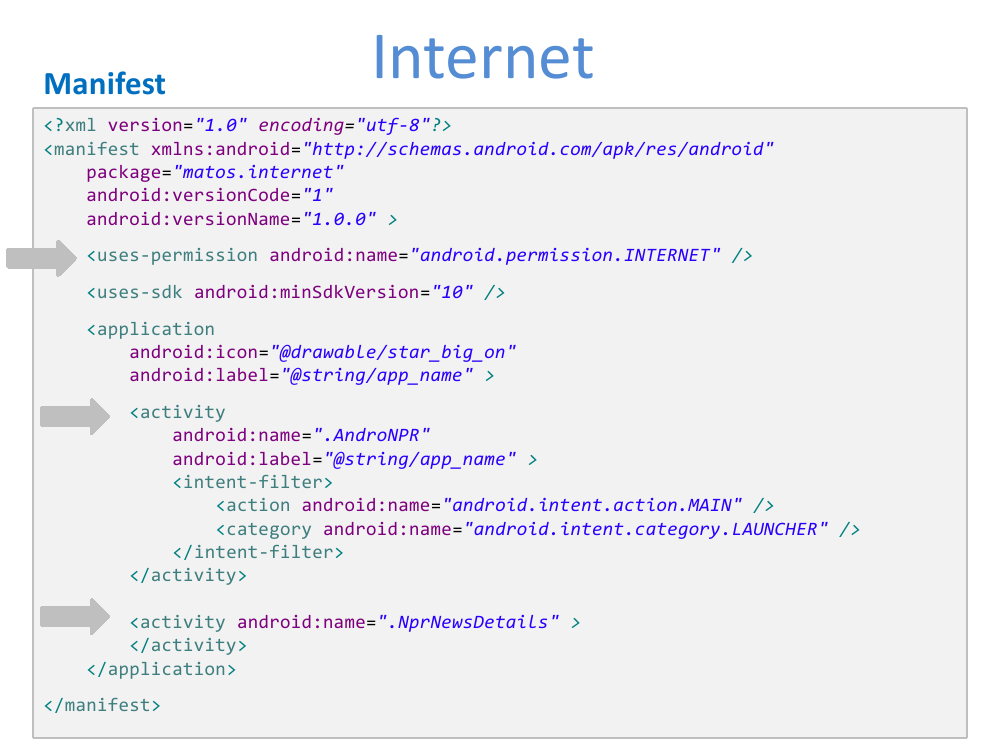 Internet
Manifest
<?xml version="1.0" encoding="utf-8"?>
<manifest xmlns:android="http://schemas.android.com/apk/res/android"
    package="matos.internet"
    android:versionCode="1"
    android:versionName="1.0.0" >
    <uses-permission android:name="android.permission.INTERNET" />
    <uses-sdk android:minSdkVersion="10" />
    <application
        android:icon="@drawable/star_big_on"
        android:label="@string/app_name" >
        <activity
            android:name=".AndroNPR"
            android:label="@string/app_name" >
            <intent-filter>
                <action android:name="android.intent.action.MAIN" />
                <category android:name="android.intent.category.LAUNCHER" />
            </intent-filter>
        </activity>
        <activity android:name=".NprNewsDetails" >
        </activity>
    </application>
</manifest>